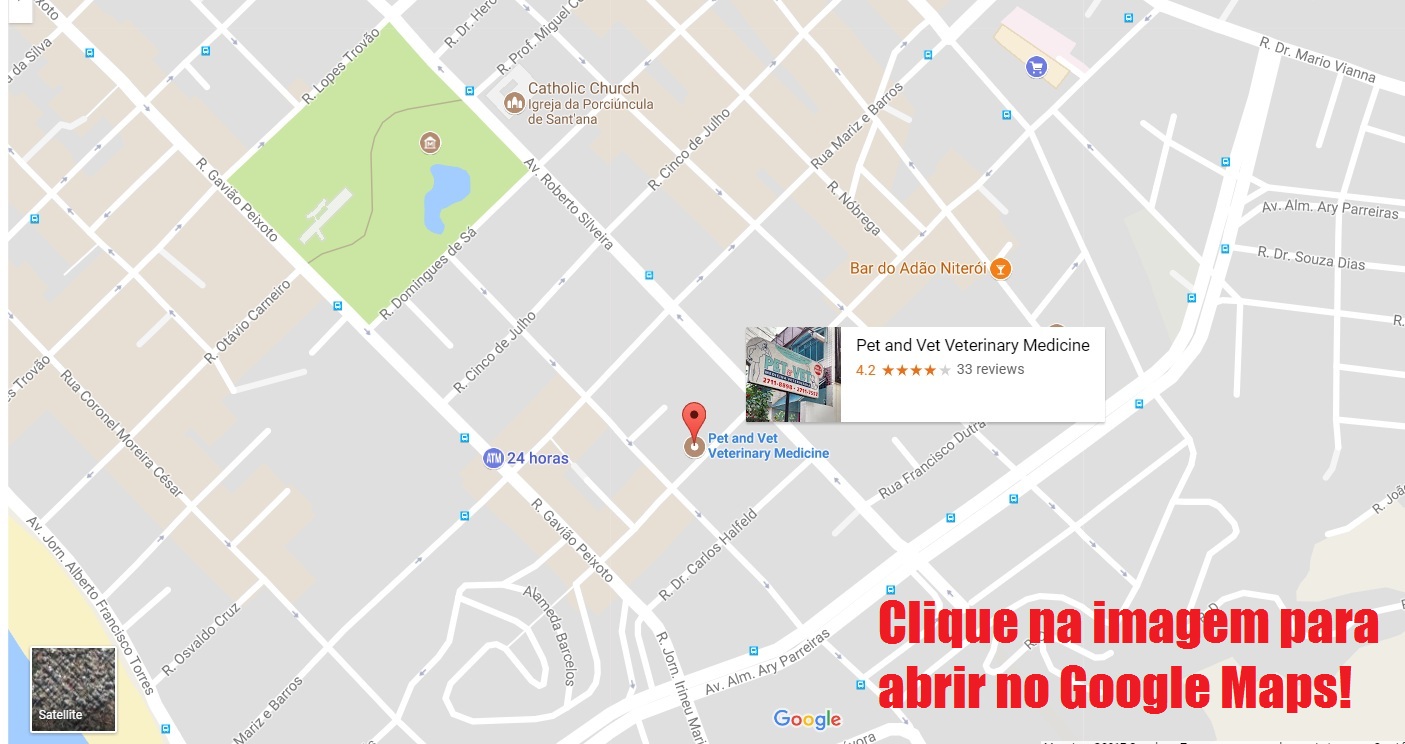 R. Dr. Hero
R. Prof. Miguel Co
R. Lopes Trovão
da Silva
R. Dr. Mario Vianna
Catholic Church
Igreja da Porciúncula
de Sant'ana
R. Cinco de Julho
Rua Mariz e Barros
R. Gavião Peixoto
Av. Roberto Silveira
R. Nóbrega
Av. Alm. Ary Parreiras
R. Dr. Souza Dias
R. Domingues de Sá
Bar do Adão Niterói
R. Otávio Carneiro
R. Cinco de Julho
Pet and Vet Veterinary Medicine
4.2 ★★★★★ 33 reviews
PET VET
2711-8898
s Trovão
Rua Coronel Moreira César
Pet and Vet
Veterinary Medicine
ATM 24 horas
Rua Francisco Dutra
R. Gavião Peixoto
R. Dr. Carlos Halfeld
R. João
Av. Jorn. Alberto Francisco Torres
Alameda Barcelos
R. Osvaldo Cruz
R. Jorn. Irineu Mari
Av. Alm. Ary Parreiras
Mariz e Barros
Satellite
Google
Clique na imagem para
abrir no Google Maps!